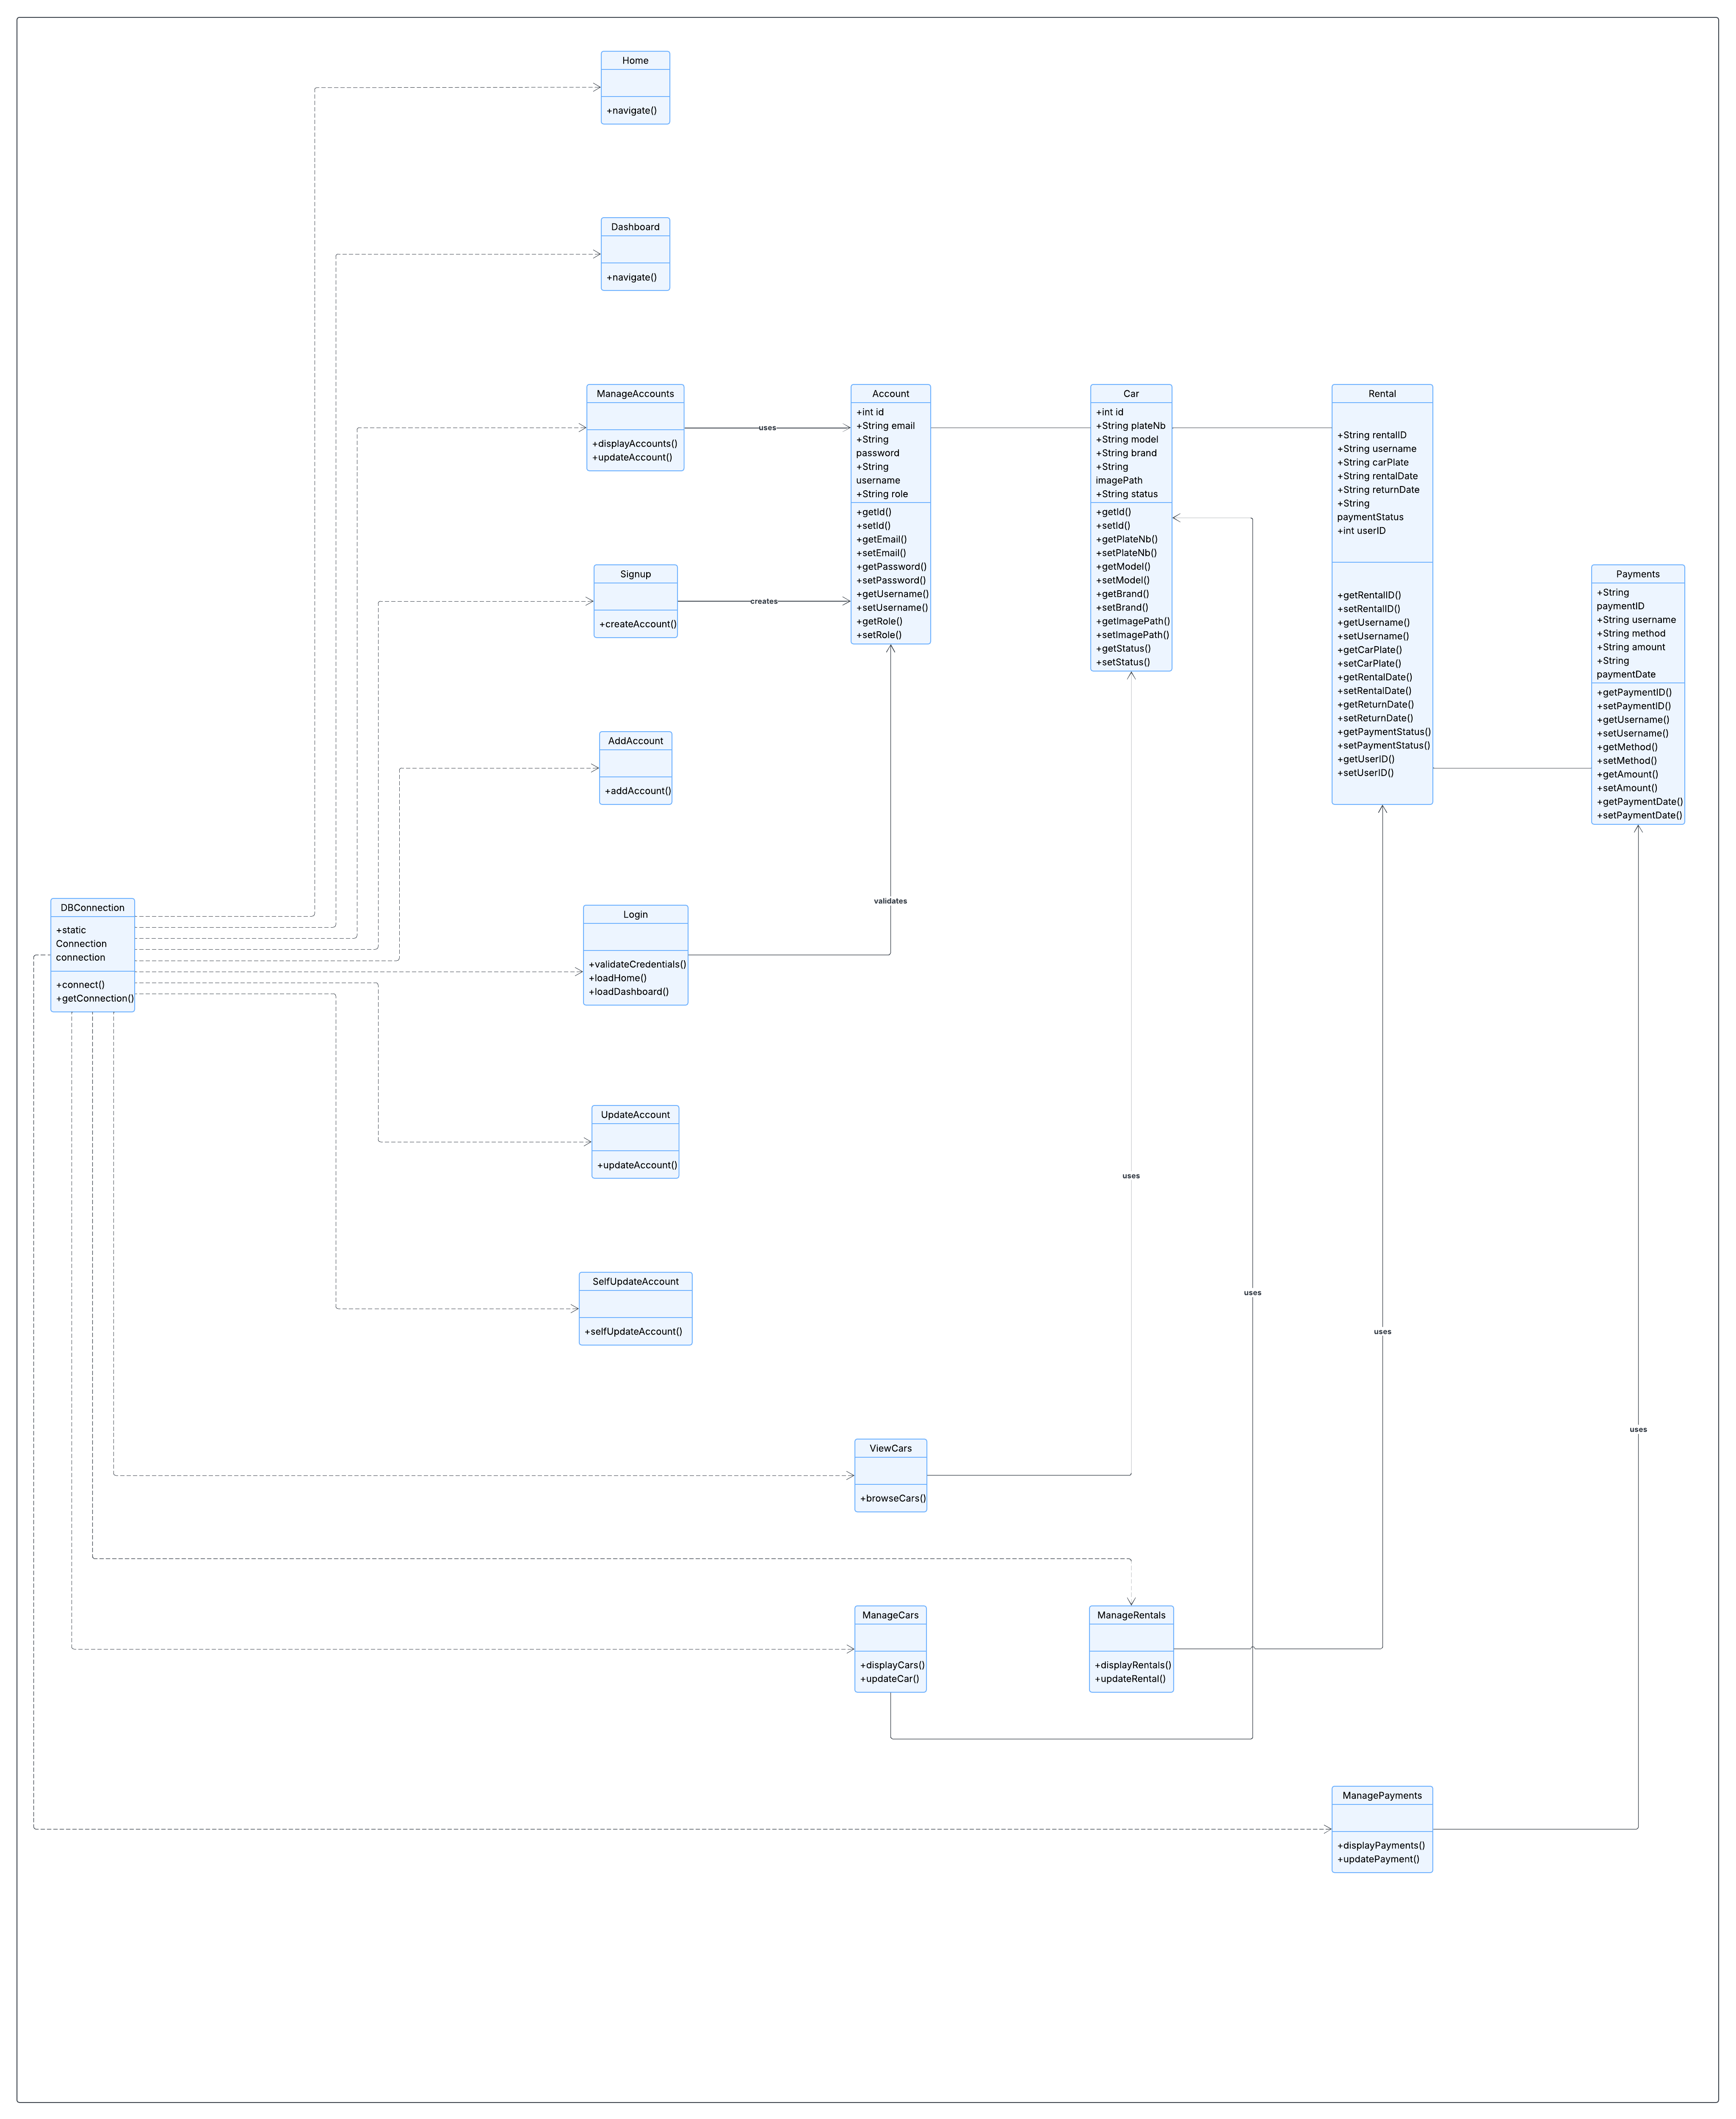 Home
+navigate()
Dashboard
+navigate()
ManageAccounts
+displayAccounts()
+updateAccount()
uses
Account
+int id
+String email
+String
password
+String
username
+String role
+getId()
+setId()
+getEmail()
+setEmail()
+getPassword()
+setPassword()
+getUsername()
+setUsername()
+getRole()
+setRole()
Car
+int id
+String plateNb
+String model
+String brand
+String
imagePath
+String status
+getId()
+setId()
+getPlateNb()
+setPlateNb()
+getModel()
+setModel()
+getBrand()
+setBrand()
+getImagePath()
+setImagePath()
+getStatus()
+setStatus()
Rental
+String rentalID
+String username
+String carPlate
+String rentalDate
+String returnDate
+String
paymentStatus
+int userID
+getRentalID()
+setRentalID()
+getUsername()
+setUsername()
+getCarPlate()
+setCarPlate()
+getRentalDate()
+setRentalDate()
+getReturnDate()
+setReturnDate()
+getPaymentStatus()
+setPaymentStatus()
+getUserID()
+setUserID()
Payments
+String
paymentID
+String username
+String method
+String amount
+String
paymentDate
+getPaymentID()
+setPaymentID()
+getUsername()
+setUsername()
+getMethod()
+setMethod()
+getAmount()
+setAmount()
+getPaymentDate()
+setPaymentDate()
Signup
+createAccount()
creates
AddAccount
+addAccount()
DBConnection
+static
Connection
connection
+connect()
+getConnection()
Login
+validateCredentials()
+loadHome()
+loadDashboard()
validates
UpdateAccount
+updateAccount()
uses
SelfUpdateAccount
+selfUpdateAccount()
uses
uses
uses
ViewCars
+browseCars()
ManageCars
+displayCars()
+updateCar()
ManageRentals
+displayRentals()
+updateRental()
ManagePayments
+displayPayments()
+updatePayment()